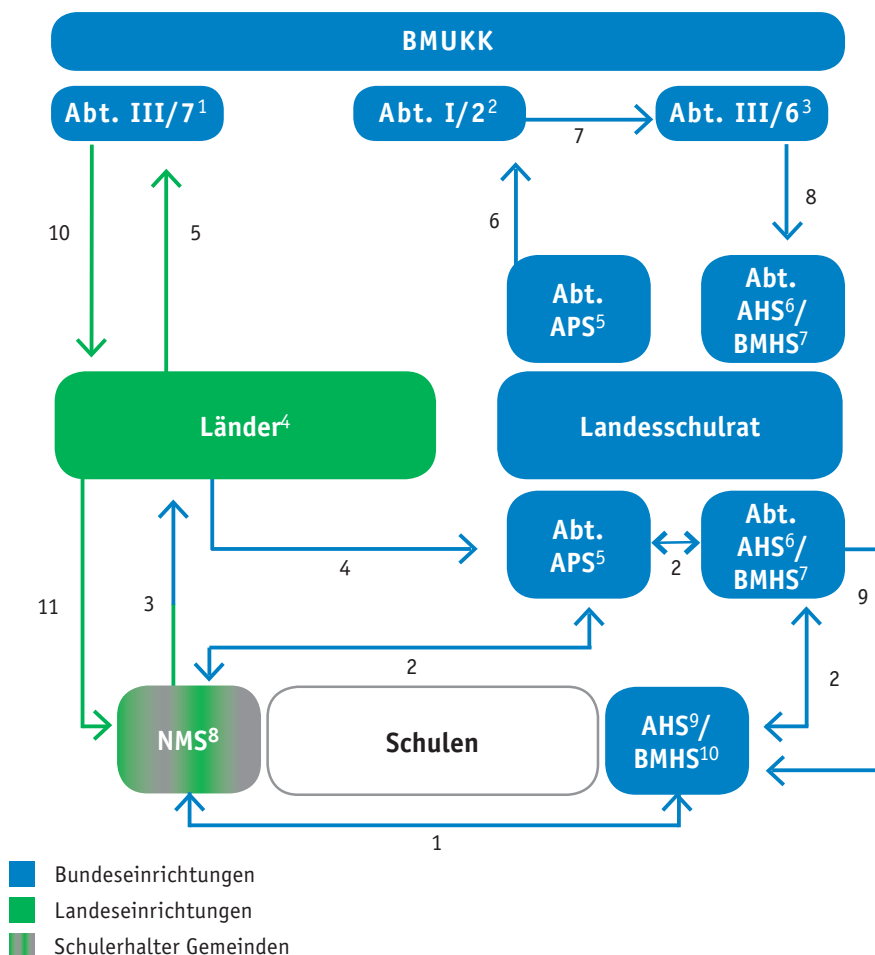 BMUKK
Abt. III/7¹
Abt. I/2²
Abt. III/6³
7
10
5
6
8
Abt.
APS⁵
Abt.
AHS⁶/
BMHS⁷
Länder⁴
Landesschulrat
Abt.
APS⁵
Abt.
AHS⁶/
BMHS⁷
11
3
4
2
9
2
2
NMS⁸
Schulen
AHS⁹/
BMHS¹⁰
1
Bundeseinrichtungen
Landeseinrichtungen
Schulerhalter Gemeinden